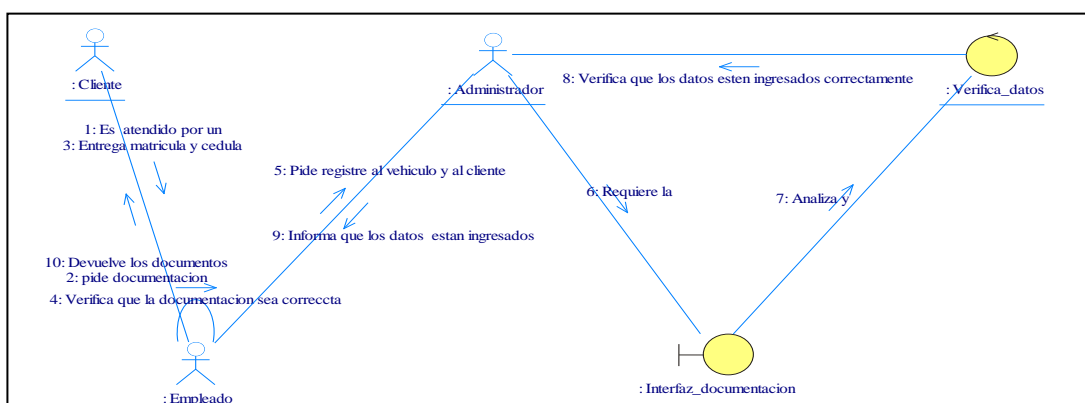 : Cliente
: Administrador
8: Verifica que los datos esten ingresados correctamente
: Verifica_datos
1: Es atendido por un
3: Entrega matricula y cedula
5: Pide registre al vehiculo y al cliente
6: Requiere la
7: Analiza y
9: Informa que los datos estan ingresados
10: Devuelve los documentos
2: pide documentacion
4: Verifica que la documentacion sea correccta
: Interfaz_documentacion
: Empleado